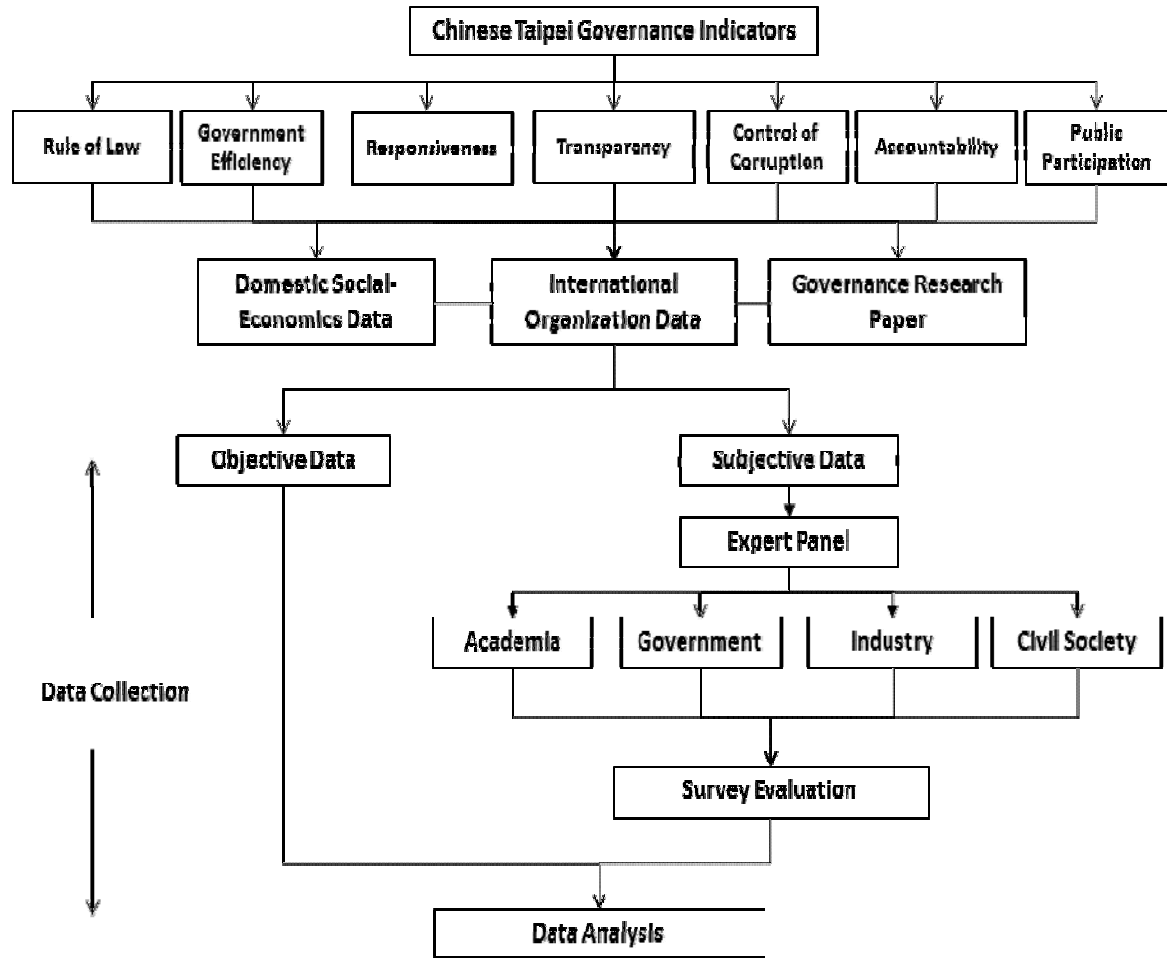 Chinese Taipei Governance Indicators
Rule of Law
Government
Efficiency
Responsiveness
Transparency
Control of
Corruption
Accountability
Public
Participation
Domestic Social-
Economics Data
International
Organization Data
Governance Research
Paper
Objective Data
Subjective Data
Expert Panel
Academia
Government
Industry
Civil Society
Data Collection
Survey Evaluation
Data Analysis